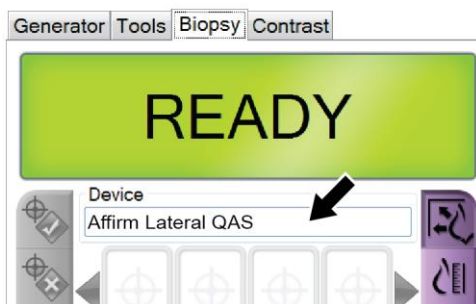 Generator Tools Biopsy Contrast
READY
Device
Affirm Lateral QAS